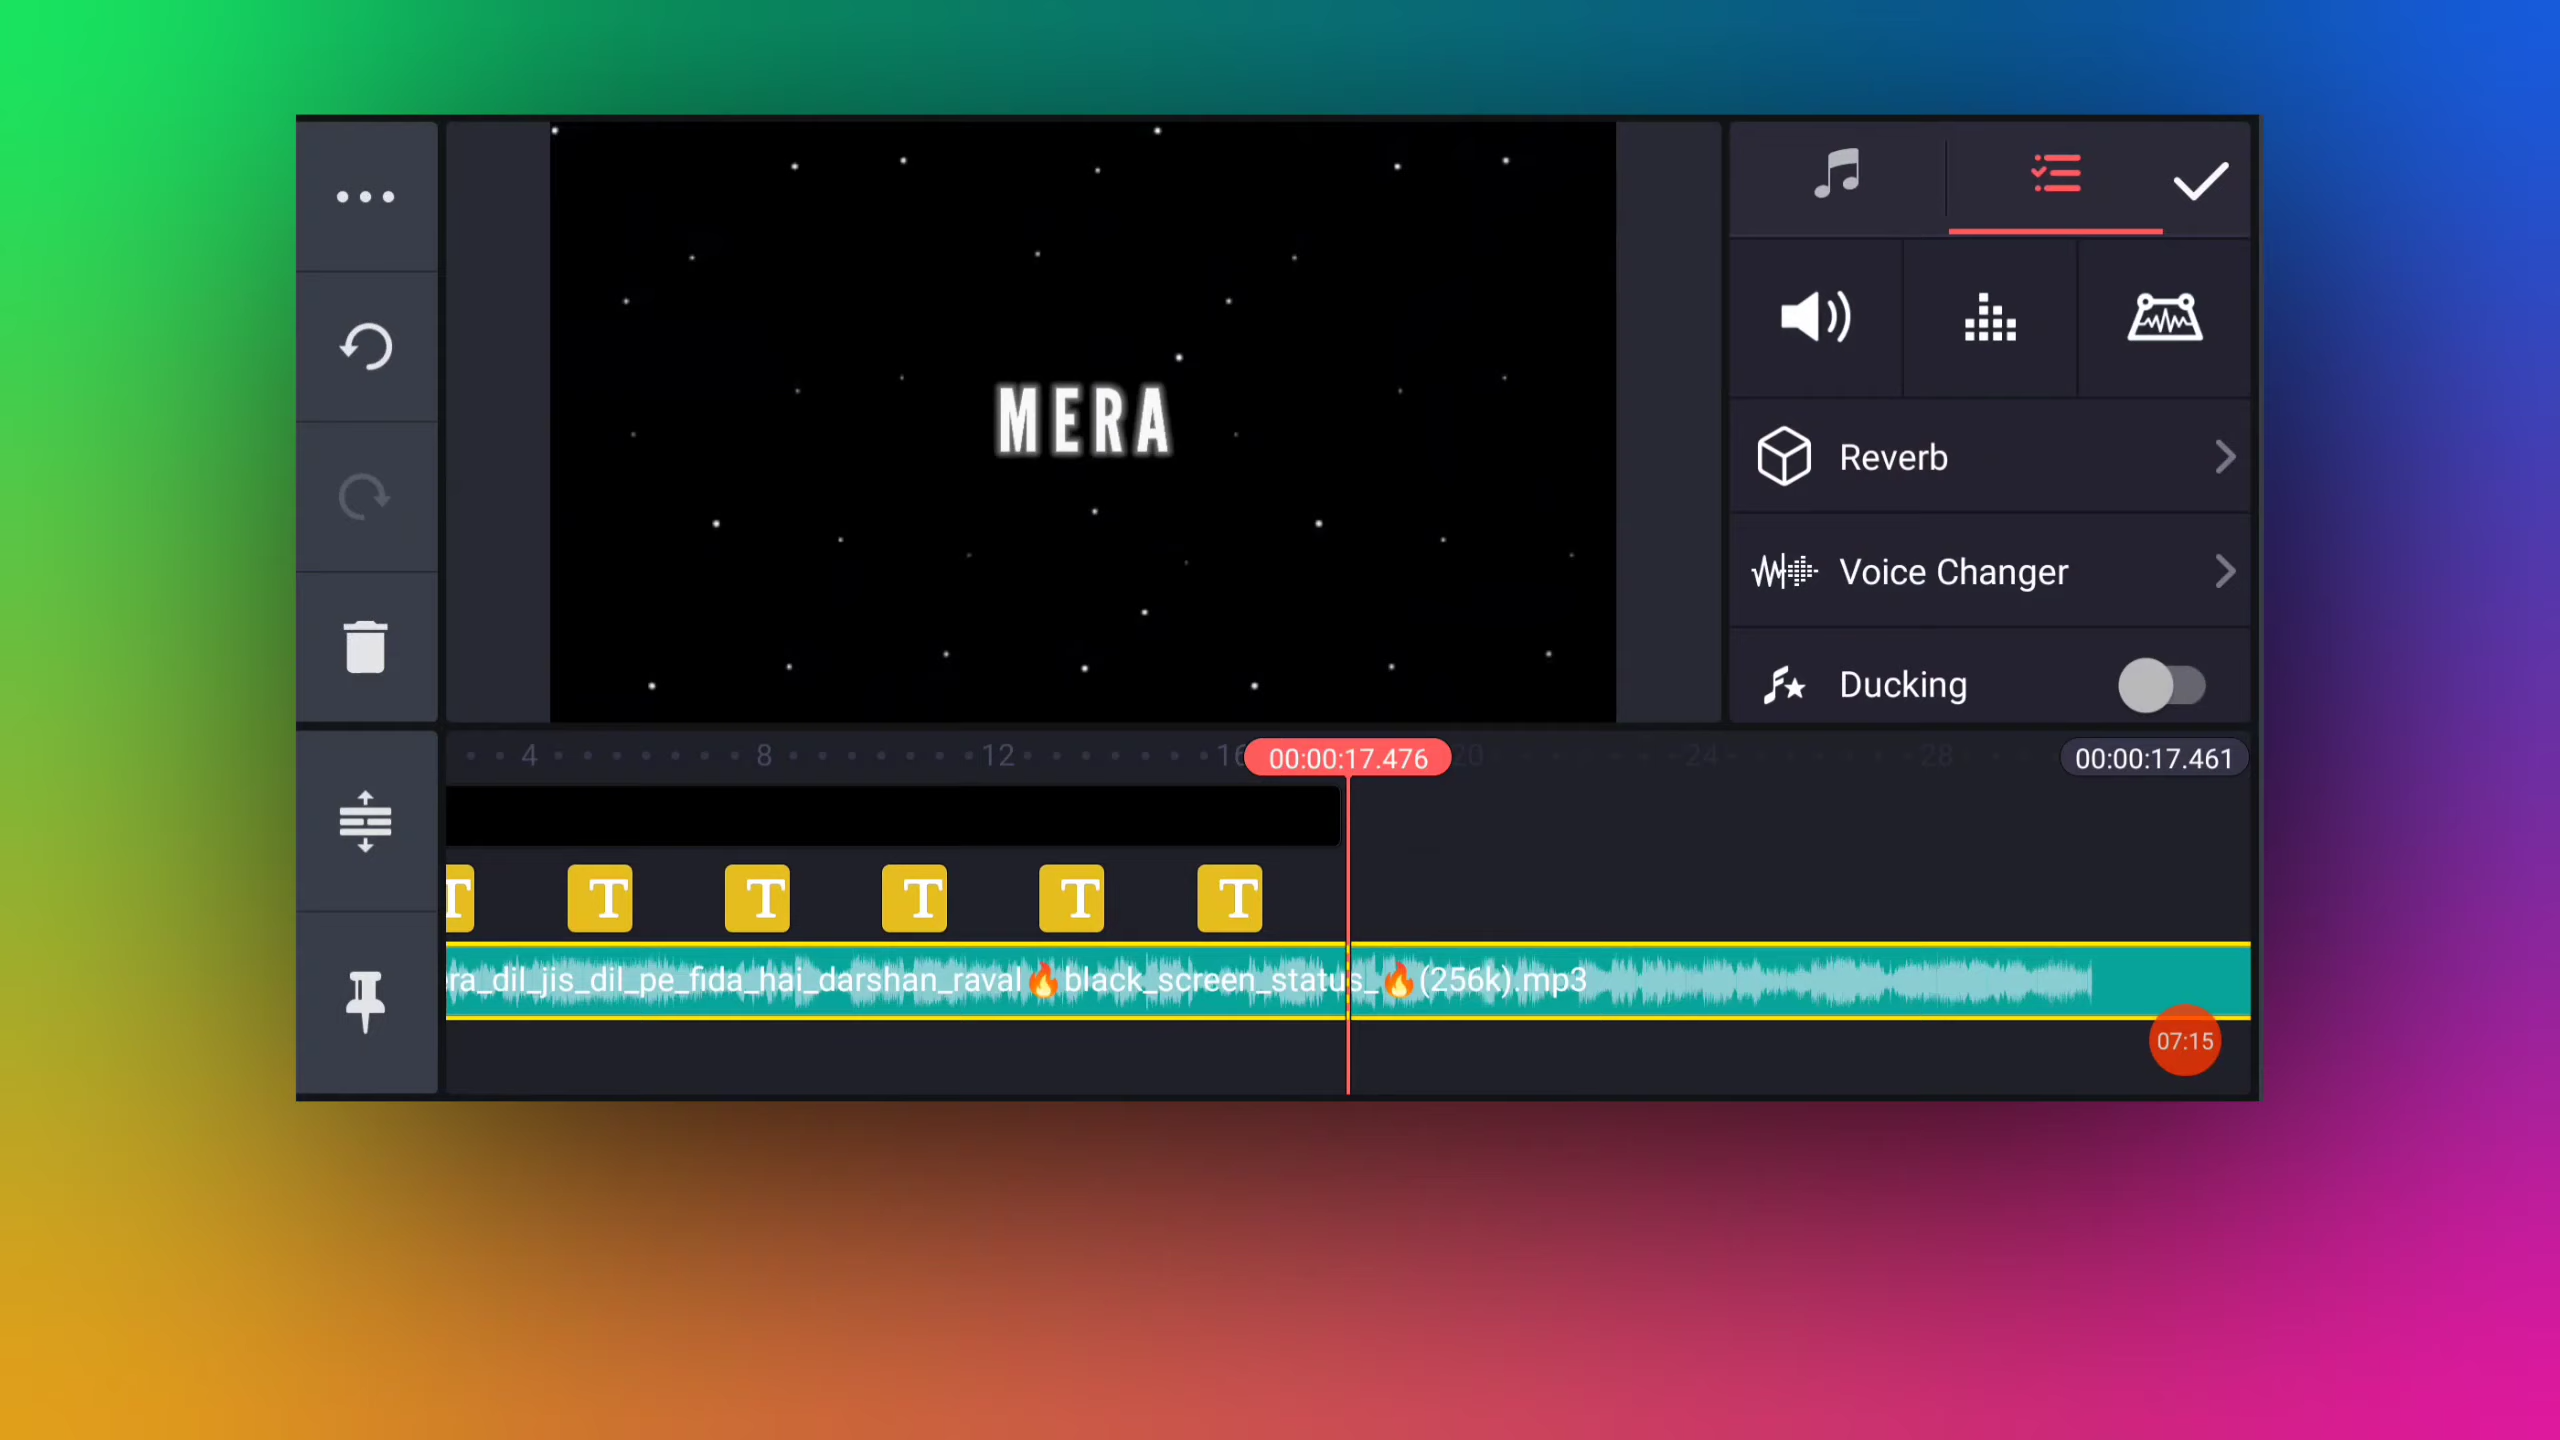 MERA
Reverb
Voice Changer
Ducking
4 8 12 16 00:00:17.476 20 24 28 00:00:17.461
T T T T T T
ra_dil_jis_dil_pe_fida_hai_darshan_raval🔥black_screen_status_🔥(256k).mp3
07:15